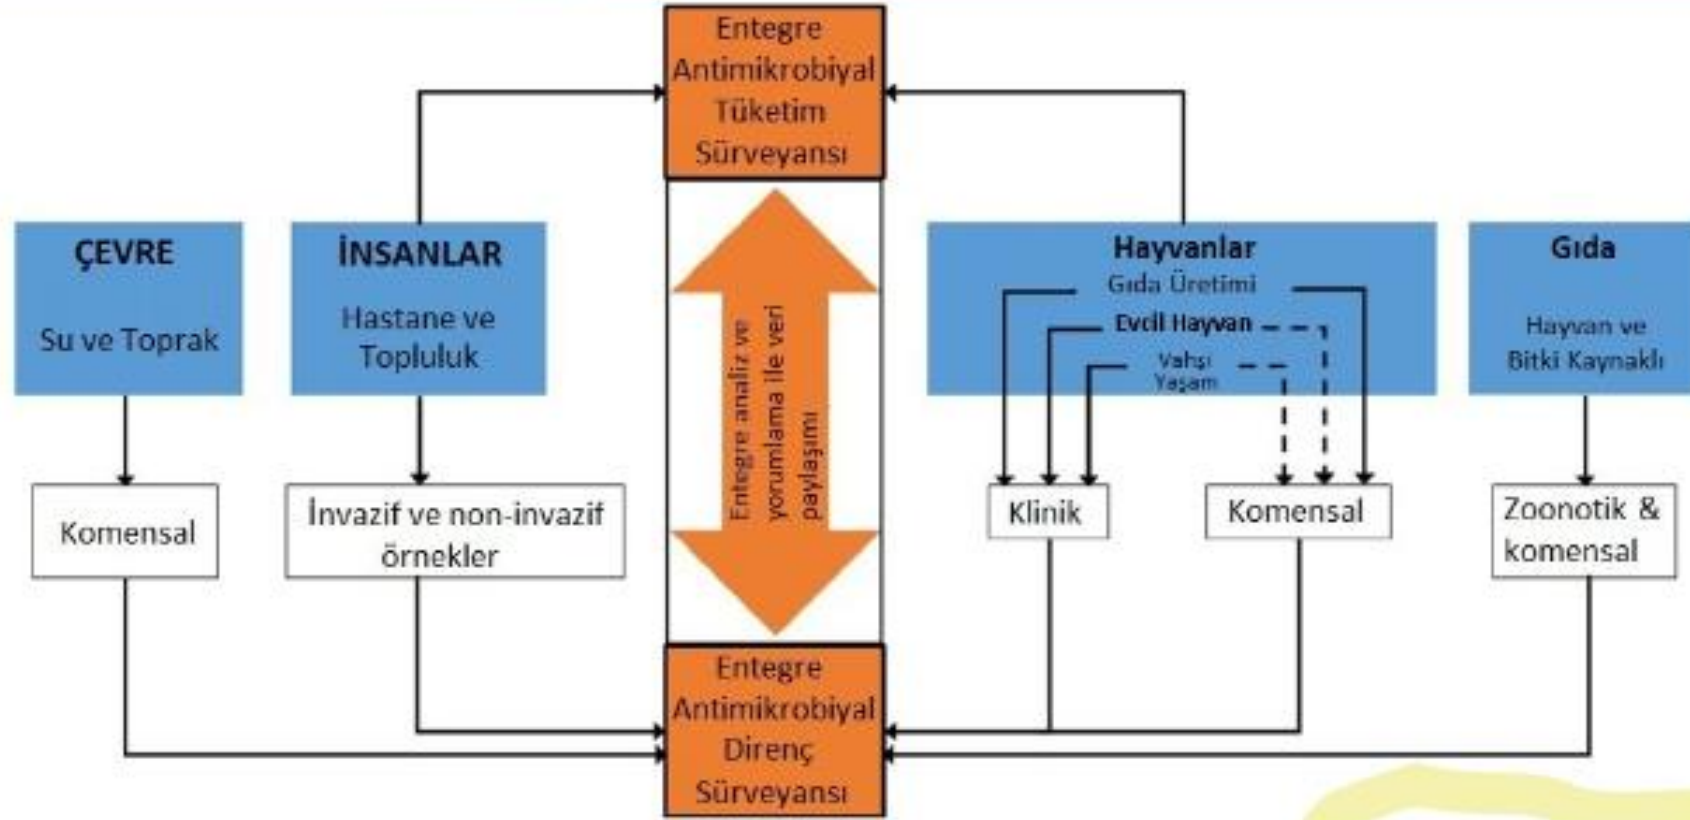 Entegre
Antimikrobiyal
Tüketim
Sürveyansı
ÇEVRE
Su ve Toprak
İNSANLAR
Hastane ve
Topluluk
Entegre analiz ve
yorumlama ile veri
paylaşımı
Hayvanlar
Gıda Üretimi
Evcil Hayvan
Vahşi
Yaşam
Gıda
Hayvan ve
Bitki Kaynaklı
Komensal
İnvazif ve non-invazif
örnekler
Klinik
Komensal
Zoonotik &
komensal
Entegre
Antimikrobiyal
Direnç
Sürveyansı